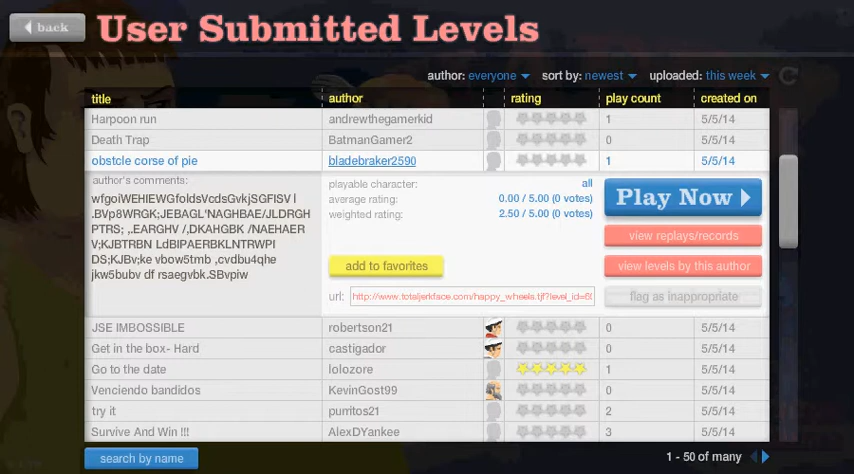 back
User Submitted Levels
author: everyone sort by: newest uploaded: this week
title author rating play count created on
Harpoon run andrewthegamerkid 1 5/5/14
Death Trap BatmanGamer2 0 5/5/14
obstcle corse of pie bladebraker2590 1 5/5/14
author's comments:
wfgoiWEHIEWGfoldsVcdsGvkjSGFISV l
.BVp8WRGK;JEBAGL'NAGHBAE/JLDRGH
PTRS; ,.EARGHV /,DKAHGBK /NAEHAER
V;KJBTRBN LdBIPAERBKLNTRWPI
DS;KJBv;ke vbow5tmb ,cvdbu4qhe
jkw5bubv df rsaegvbk.SBvpiw
playable character: all
average rating: 0.00 / 5.00 (0 votes)
weighted rating: 2.50 / 5.00 (0 votes)
add to favorites
url: http://www.totaljerkface.com/happy_wheels.tjf?level_id=6
Play Now
view replays/records
view levels by this author
flag as inappropriate
JSE IMBOSSIBLE robertson21 0 5/5/14
Get in the box- Hard castigador 0 5/5/14
Go to the date lolozore 1 5/5/14
Venciendo bandidos KevinGost99 0 5/5/14
try it purritos21 2 5/5/14
Survive And Win !!! AlexDYankee 3 5/5/14
search by name
1 - 50 of many